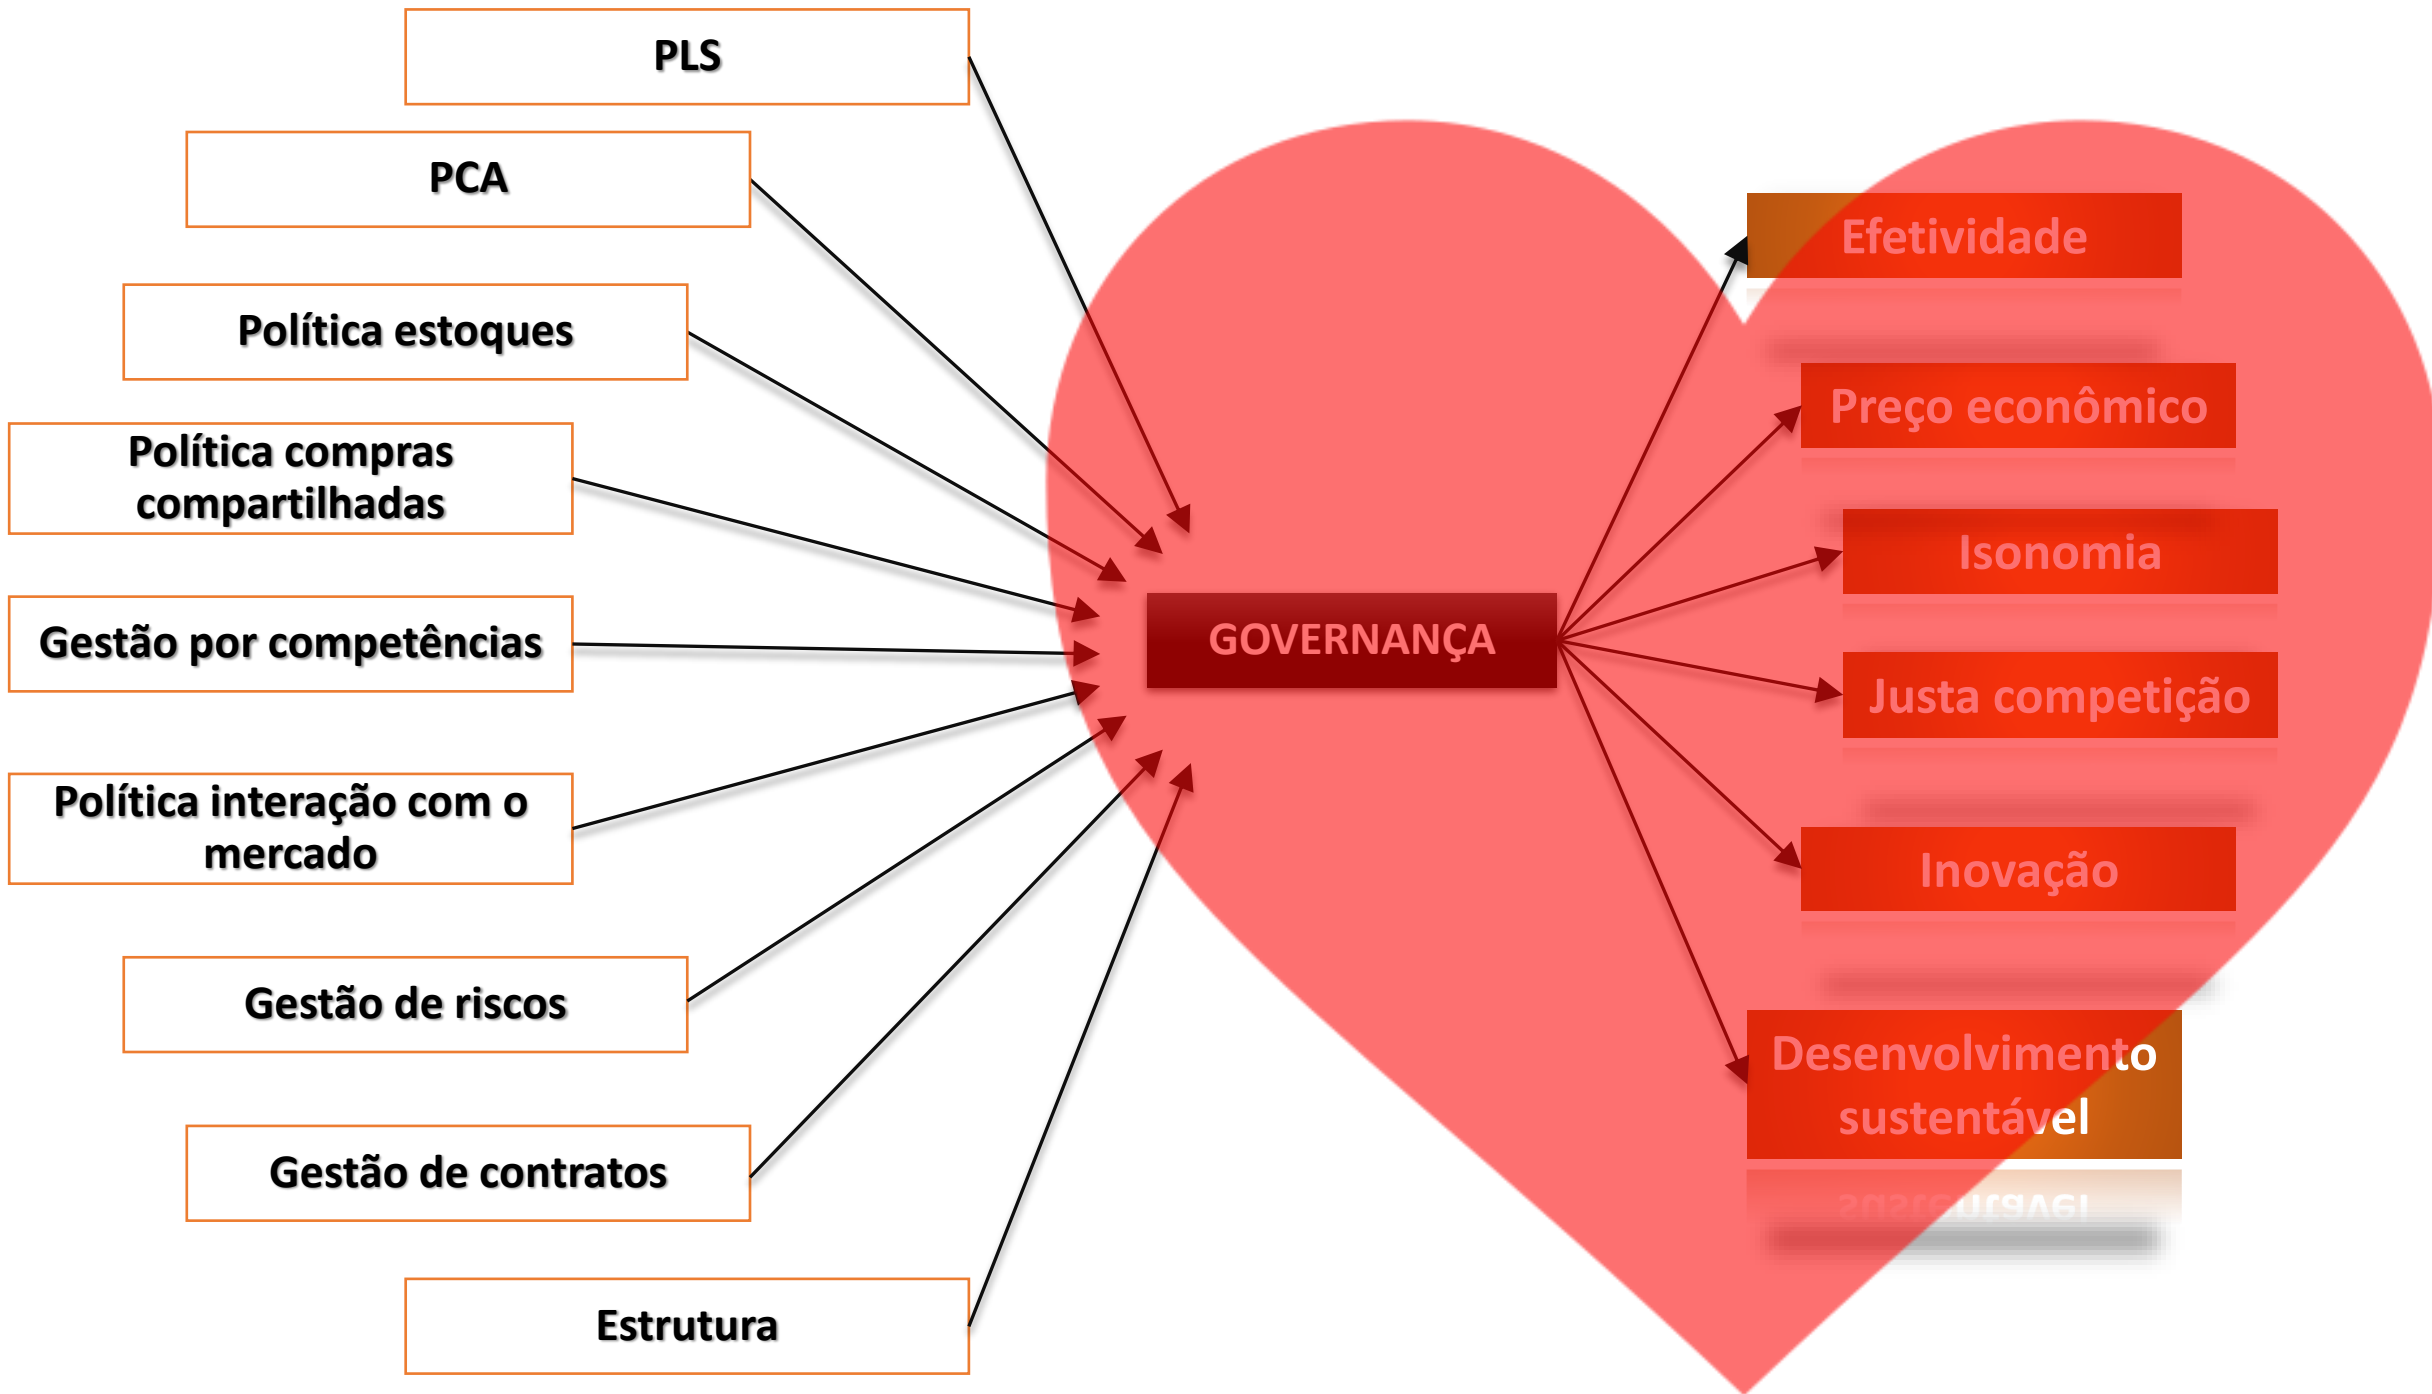 PLS
PCA
Política estoques
Política compras
compartilhadas
Gestão por competências
Política interação com o
mercado
Gestão de riscos
Gestão de contratos
Estrutura
GOVERNANÇA
Efetividade
Preço econômico
Isonomia
Justa competição
Inovação
Desenvolvimento
sustentável